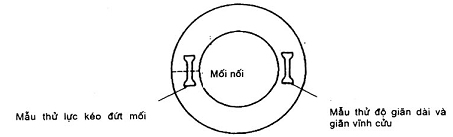 Mối nối
Mẫu thử lực kéo đứt mối
Mẫu thử độ giãn dài và
giãn vĩnh cửu